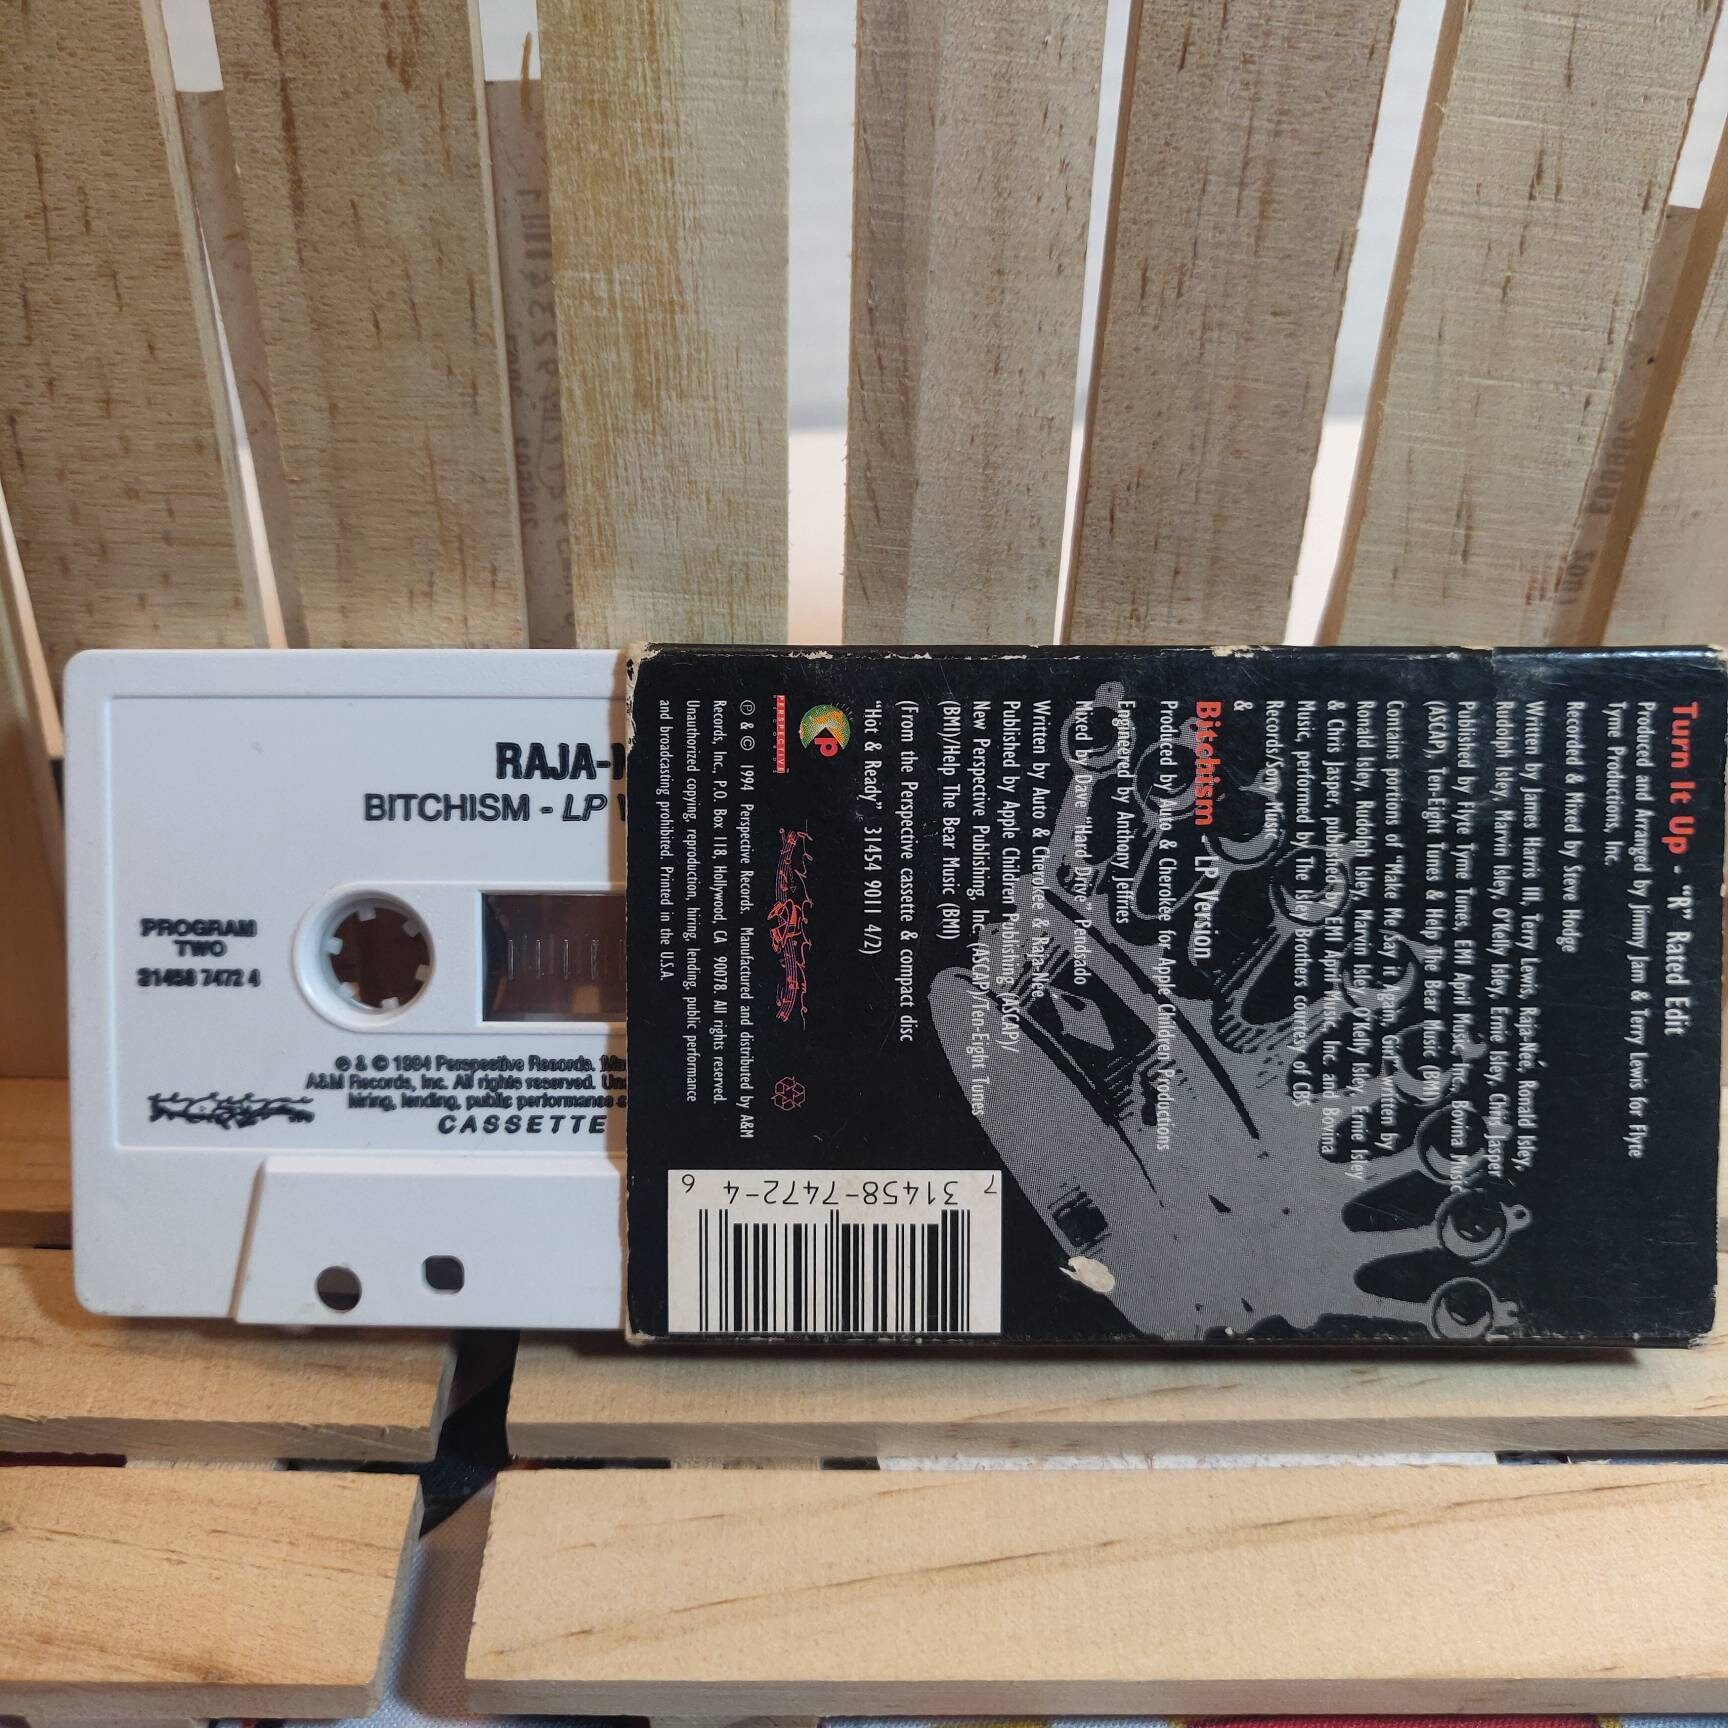 RAJA-
BITCHISM - LP
PROGRAM
TWO
31458 7472 4
℗ & © 1994 Perspective Records.
A&M Records, Inc. All rights reserved.
hiring, lending, public performance
CASSETTE
Turn It Up - "R" Rated Edit
Produced and Arranged by Jimmy Jam & Terry Lewis for Flyte
Tyme Productions, Inc.
Recorded & Mixed by Steve Hodge
Written by James Harris III, Terry Lewis, Raja-Neé, Ronald Isley,
Rudolph Isley, Marvin Isley, O'Kelly Isley, Ernie Isley, Chris Jasper
Published by Flyte Tyme Tunes, EMI April Music, Inc., Bovina Music
(ASCAP), Ten-Eight Tunes & Help The Bear Music (BMI)
Contains portions of "Make Me Say it Again, Girl" written by
Ronald Isley, Rudolph Isley, Marvin Isley, O'Kelly Isley, Ernie Isley
& Chris Jasper, published by EMI April Music, Inc. and Bovina
Music, performed by The Isley Brothers courtesy of CBS
Records/Sony Music
&
Bitchism - LP Version
Produced by Auto & Cherokee for Apple Children Productions
Engineered by Anthony Jeffries
Mixed by Dave "Hard Drive" Pensado
Written by Auto & Cherokee & Raja-Neé
Published by Apple Children Publishing (ASCAP)/
New Perspective Publishing, Inc. (ASCAP)/Ten-Eight Tunes
(BMI)/Help The Bear Music (BMI)
(From the Perspective cassette & compact disc
"Hot & Ready" 31454 9011 4/2)
P
PERSPECTIVE
℗ & © 1994 Perspective Records. Manufactured and distributed by A&M
Records, Inc., P.O. Box 118, Hollywood, CA 90078. All rights reserved.
Unauthorized copying, reproduction, hiring, lending, public performance
and broadcasting prohibited. Printed in the U.S.A.
7 31458-7472-4 6